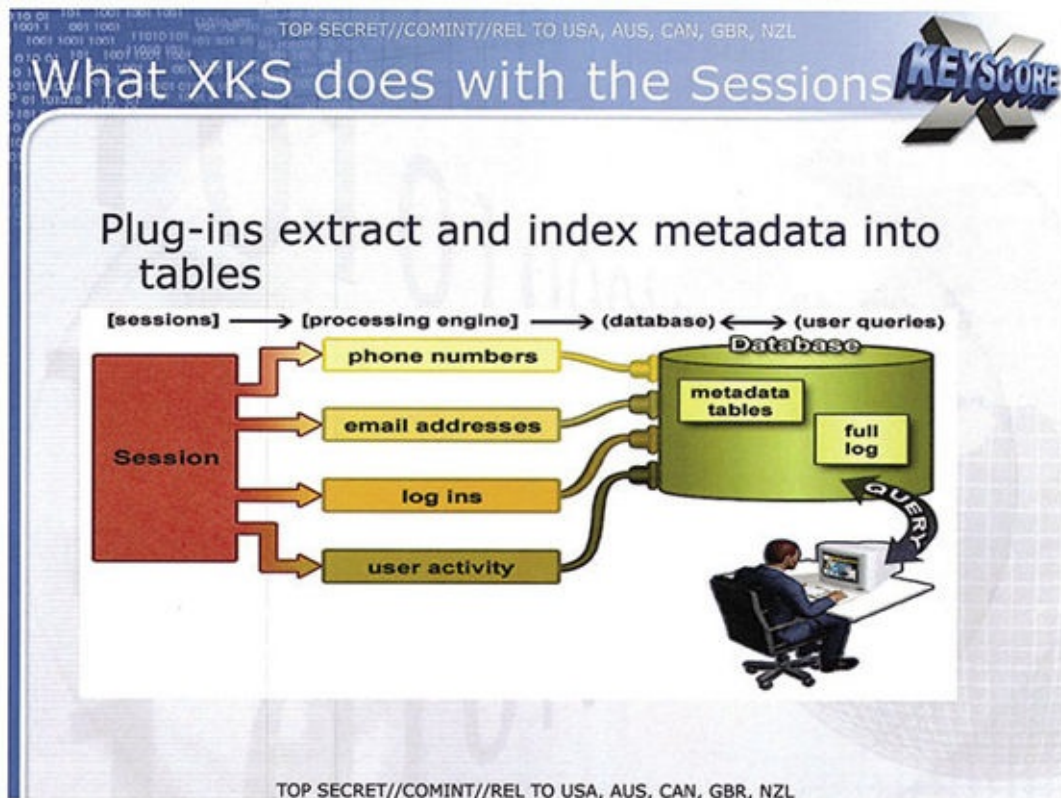 TOP SECRET//COMINT//REL TO USA, AUS, CAN, GBR, NZL
What XKS does with the Sessions
X KEYSCORE
Plug-ins extract and index metadata into
tables
[sessions] → [processing engine] → (database) ↔ (user queries)
Database
Session
phone numbers
email addresses
log ins
user activity
metadata
tables
full
log
QUERY
TOP SECRET//COMINT//REL TO USA, AUS, CAN, GBR, NZL